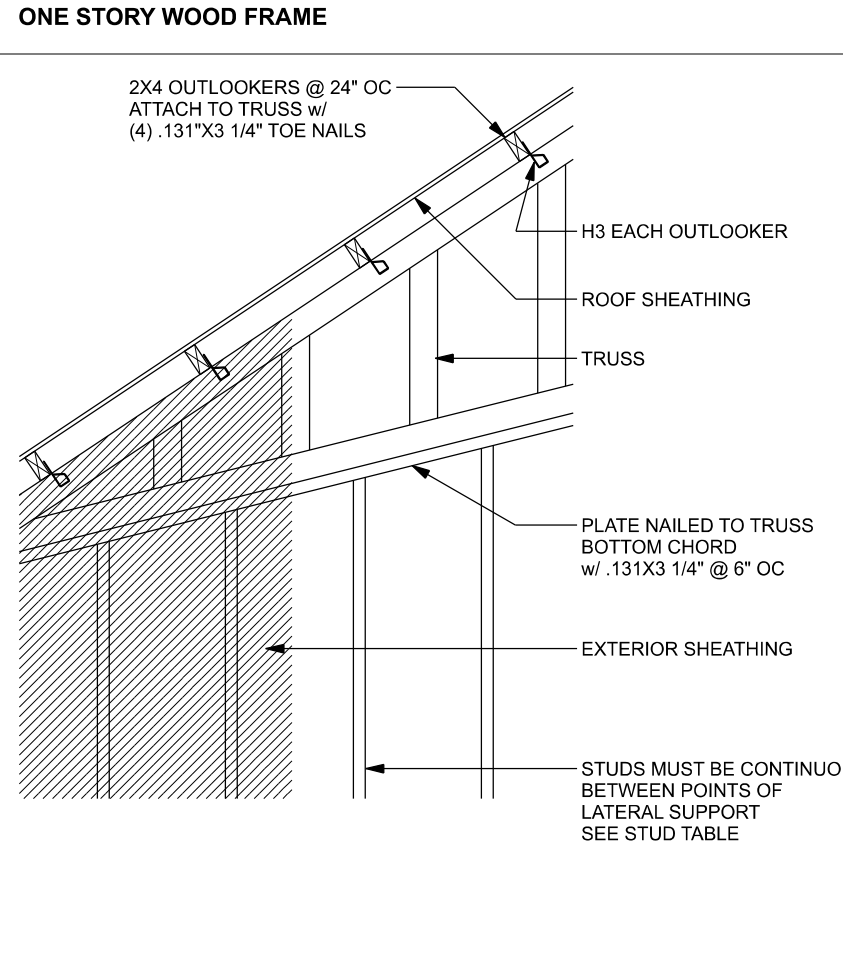 ONE STORY WOOD FRAME
2X4 OUTLOOKERS @ 24" OC
ATTACH TO TRUSS w/
(4) .131"X3 1/4" TOE NAILS
H3 EACH OUTLOOKER
ROOF SHEATHING
TRUSS
PLATE NAILED TO TRUSS
BOTTOM CHORD
w/ .131X3 1/4" @ 6" OC
EXTERIOR SHEATHING
STUDS MUST BE CONTINUO
BETWEEN POINTS OF
LATERAL SUPPORT
SEE STUD TABLE